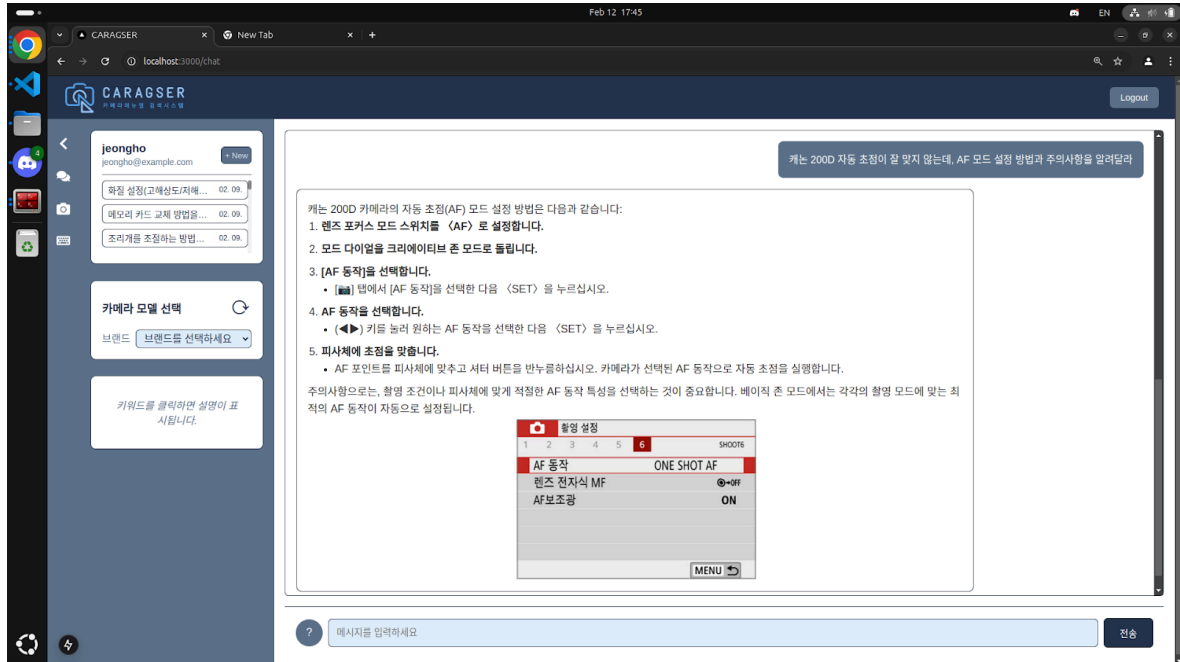 Feb 12 17:45
EN
CARAGSER
New Tab
localhost:3000/chat
CARAGSER
카메라매뉴얼 검색시스템
Logout
jeongho
jeongho@example.com
+ New
화질 설정(고해상도/저해... 02. 09.
메모리 카드 교체 방법을... 02. 09.
조리개를 조절하는 방법... 02. 09.
카메라 모델 선택
브랜드 브랜드를 선택하세요
키워드를 클릭하면 설명이 표
시됩니다.
캐논 200D 자동 초점이 잘 맞지 않는데, AF 모드 설정 방법과 주의사항을 알려달라
캐논 200D 카메라의 자동 초점(AF) 모드 설정 방법은 다음과 같습니다:
1. 렌즈 포커스 모드 스위치를 〈AF〉로 설정합니다.
2. 모드 다이얼을 크리에이티브 존 모드로 돌립니다.
3. [AF 동작]을 선택합니다.
• [📷] 탭에서 [AF 동작]을 선택한 다음 〈SET〉을 누르십시오.
4. AF 동작을 선택합니다.
• (◀▶) 키를 눌러 원하는 AF 동작을 선택한 다음 〈SET〉을 누르십시오.
5. 피사체에 초점을 맞춥니다.
• AF 포인트를 피사체에 맞추고 셔터 버튼을 반누름하십시오. 카메라가 선택된 AF 동작으로 자동 초점을 실행합니다.
주의사항으로는, 촬영 조건이나 피사체에 맞게 적절한 AF 동작 특성을 선택하는 것이 중요합니다. 베이직 존 모드에서는 각각의 촬영 모드에 맞는 최
적의 AF 동작이 자동으로 설정됩니다.
촬영 설정
1 2 3 4 5 6 SHOOT6
AF 동작 ONE SHOT AF
렌즈 전자식 MF ◉→OFF
AF보조광 ON
MENU
? 메시지를 입력하세요 전송
4